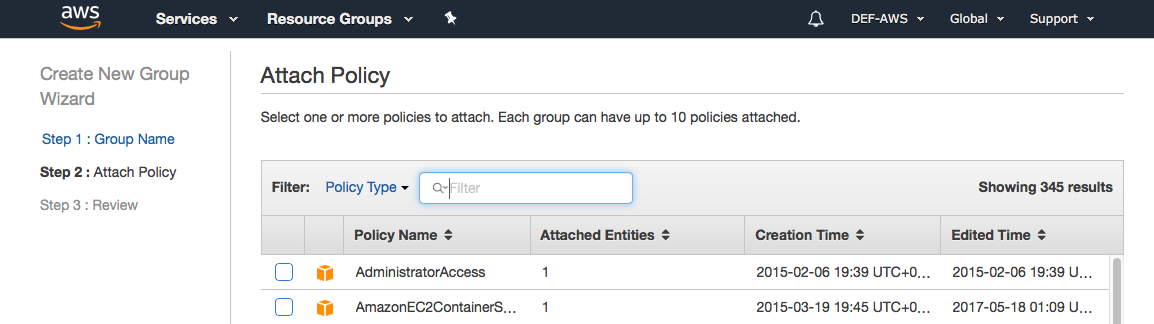 aws Services Resource Groups DEF-AWS Global Support
Create New Group
Wizard
Step 1 : Group Name
Step 2 : Attach Policy
Step 3 : Review
Attach Policy
Select one or more policies to attach. Each group can have up to 10 policies attached.
Filter: Policy Type Filter Showing 345 results
Policy Name Attached Entities Creation Time Edited Time
AdministratorAccess 1 2015-02-06 19:39 UTC+0... 2015-02-06 19:39 U...
AmazonEC2ContainerS... 1 2015-03-19 19:45 UTC+0... 2017-05-18 01:09 U...